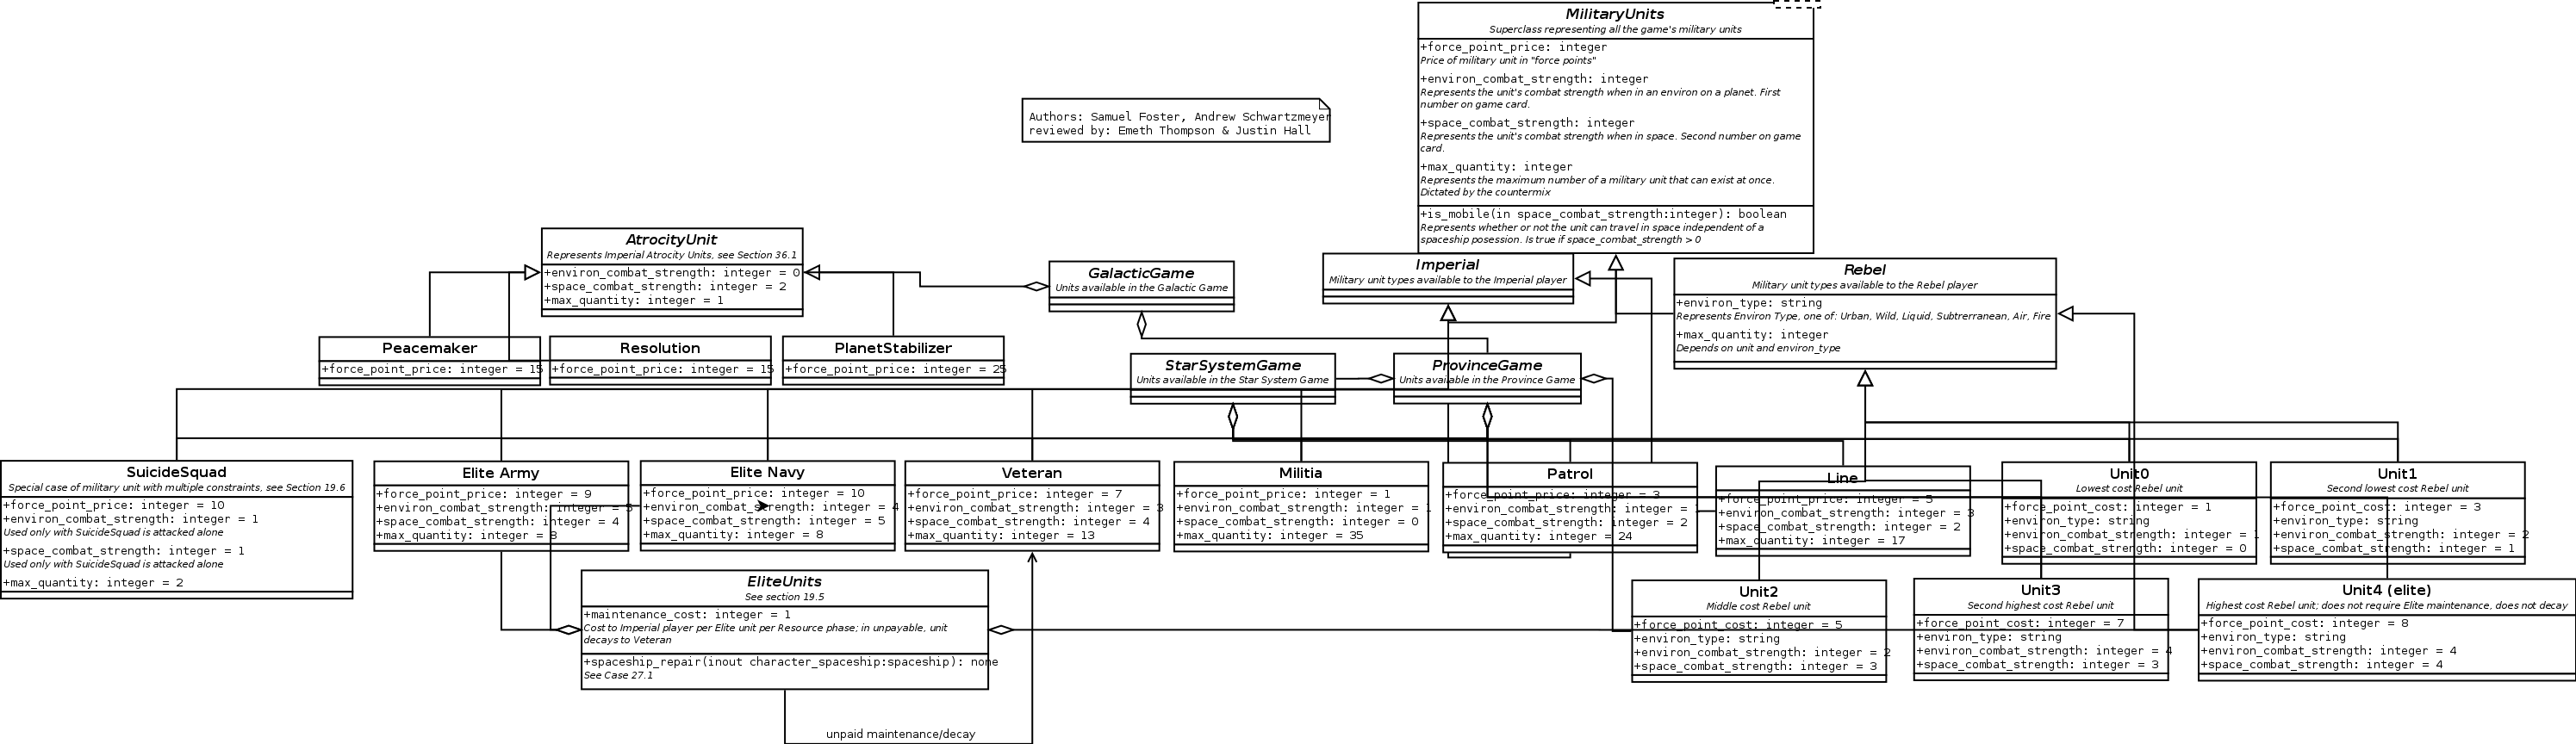 MilitaryUnits
Superclass representing all the game's military units
+force_point_price: integer
Price of military unit in "force points"
+environ_combat_strength: integer
Represents the unit's combat strength when in an environ on a planet. First
number on game card.
+space_combat_strength: integer
Represents the unit's combat strength when in space. Second number on game
card.
+max_quantity: integer
Represents the maximum number of a military unit that can exist at once.
Dictated by the countermix
+is_mobile(in space_combat_strength:integer): boolean
Represents whether or not the unit can travel in space independent of a
spaceship posession. Is true if space_combat_strength > 0
Authors: Samuel Foster, Andrew Schwartzmeyer
reviewed by: Emeth Thompson & Justin Hall
AtrocityUnit
Represents Imperial Atrocity Units, see Section 36.1
+environ_combat_strength: integer = 0
+space_combat_strength: integer = 2
+max_quantity: integer = 1
GalacticGame
Units available in the Galactic Game
Imperial
Military unit types available to the Imperial player
Rebel
Military unit types available to the Rebel player
+environ_type: string
Represents Environ Type, one of: Urban, Wild, Liquid, Subtrerranean, Air, Fire
+max_quantity: integer
Depends on unit and environ_type
Peacemaker
+force_point_price: integer = 15
Resolution
+force_point_price: integer = 15
PlanetStabilizer
+force_point_price: integer = 25
StarSystemGame
Units available in the Star System Game
ProvinceGame
Units available in the Province Game
SuicideSquad
Special case of military unit with multiple constraints, see Section 19.6
+force_point_price: integer = 10
+environ_combat_strength: integer = 1
Used only with SuicideSquad is attacked alone
+space_combat_strength: integer = 1
Used only with SuicideSquad is attacked alone
+max_quantity: integer = 2
Elite Army
+force_point_price: integer = 9
+environ_combat_strength: integer = 5
+space_combat_strength: integer = 4
+max_quantity: integer = 8
Elite Navy
+force_point_price: integer = 10
+environ_combat_strength: integer = 4
+space_combat_strength: integer = 5
+max_quantity: integer = 8
Veteran
+force_point_price: integer = 7
+environ_combat_strength: integer = 3
+space_combat_strength: integer = 4
+max_quantity: integer = 13
Militia
+force_point_price: integer = 1
+environ_combat_strength: integer = 1
+space_combat_strength: integer = 0
+max_quantity: integer = 35
Patrol
+force_point_price: integer = 3
+environ_combat_strength: integer =
+space_combat_strength: integer = 2
+max_quantity: integer = 24
Line
+force_point_price: integer = 5
+environ_combat_strength: integer = 3
+space_combat_strength: integer = 2
+max_quantity: integer = 17
Unit0
Lowest cost Rebel unit
+force_point_cost: integer = 1
+environ_type: string
+environ_combat_strength: integer = 1
+space_combat_strength: integer = 0
Unit1
Second lowest cost Rebel unit
+force_point_cost: integer = 3
+environ_type: string
+environ_combat_strength: integer = 2
+space_combat_strength: integer = 1
EliteUnits
See section 19.5
+maintenance_cost: integer = 1
Cost to Imperial player per Elite unit per Resource phase; in unpayable, unit
decays to Veteran
+spaceship_repair(inout character_spaceship:spaceship): none
See Case 27.1
Unit2
Middle cost Rebel unit
+force_point_cost: integer = 5
+environ_type: string
+environ_combat_strength: integer = 2
+space_combat_strength: integer = 3
Unit3
Second highest cost Rebel unit
+force_point_cost: integer = 7
+environ_type: string
+environ_combat_strength: integer = 4
+space_combat_strength: integer = 3
Unit4 (elite)
Highest cost Rebel unit; does not require Elite maintenance, does not decay
+force_point_cost: integer = 8
+environ_type: string
+environ_combat_strength: integer = 4
+space_combat_strength: integer = 4
unpaid maintenance/decay